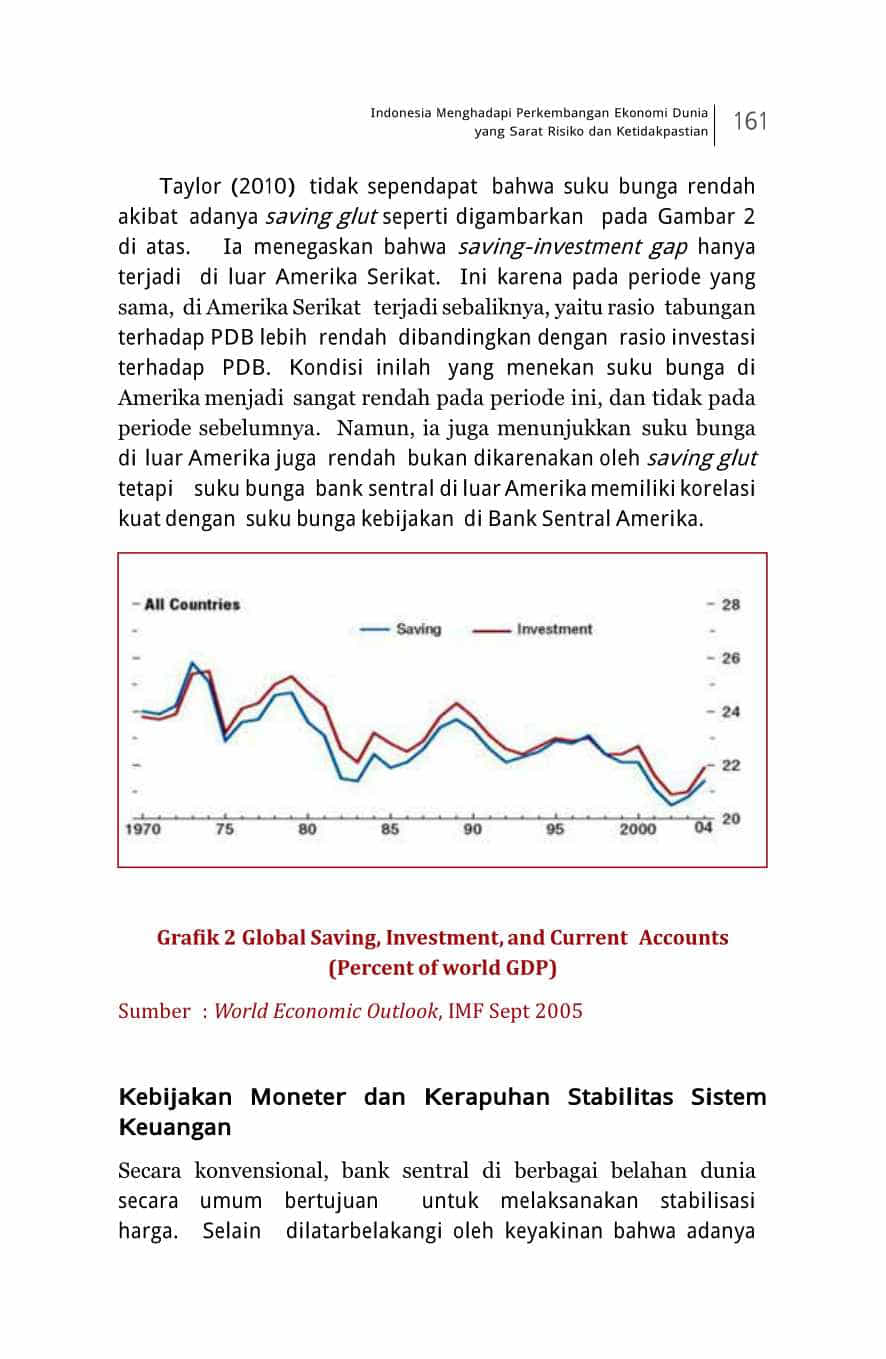 Indonesia Menghadapi Perkembangan Ekonomi Dunia
yang Sarat Risiko dan Ketidakpastian
161
Taylor (2010) tidak sependapat bahwa suku bunga rendah
akibat adanya saving glut seperti digambarkan pada Gambar 2
di atas. Ia menegaskan bahwa saving-investment gap hanya
terjadi di luar Amerika Serikat. Ini karena pada periode yang
sama, di Amerika Serikat terjadi sebaliknya, yaitu rasio tabungan
terhadap PDB lebih rendah dibandingkan dengan rasio investasi
terhadap PDB. Kondisi inilah yang menekan suku bunga di
Amerika menjadi sangat rendah pada periode ini, dan tidak pada
periode sebelumnya. Namun, ia juga menunjukkan suku bunga
di luar Amerika juga rendah bukan dikarenakan oleh saving glut
tetapi suku bunga bank sentral di luar Amerika memiliki korelasi
kuat dengan suku bunga kebijakan di Bank Sentral Amerika.
All Countries
Saving Investment
28
26
24
22
20
1970 75 80 85 90 95 2000 04
Grafik 2 Global Saving, Investment, and Current Accounts
(Percent of world GDP)
Sumber : World Economic Outlook, IMF Sept 2005
Kebijakan Moneter dan Kerapuhan Stabilitas Sistem
Keuangan
Secara konvensional, bank sentral di berbagai belahan dunia
secara umum bertujuan untuk melaksanakan stabilisasi
harga. Selain dilatarbelakangi oleh keyakinan bahwa adanya